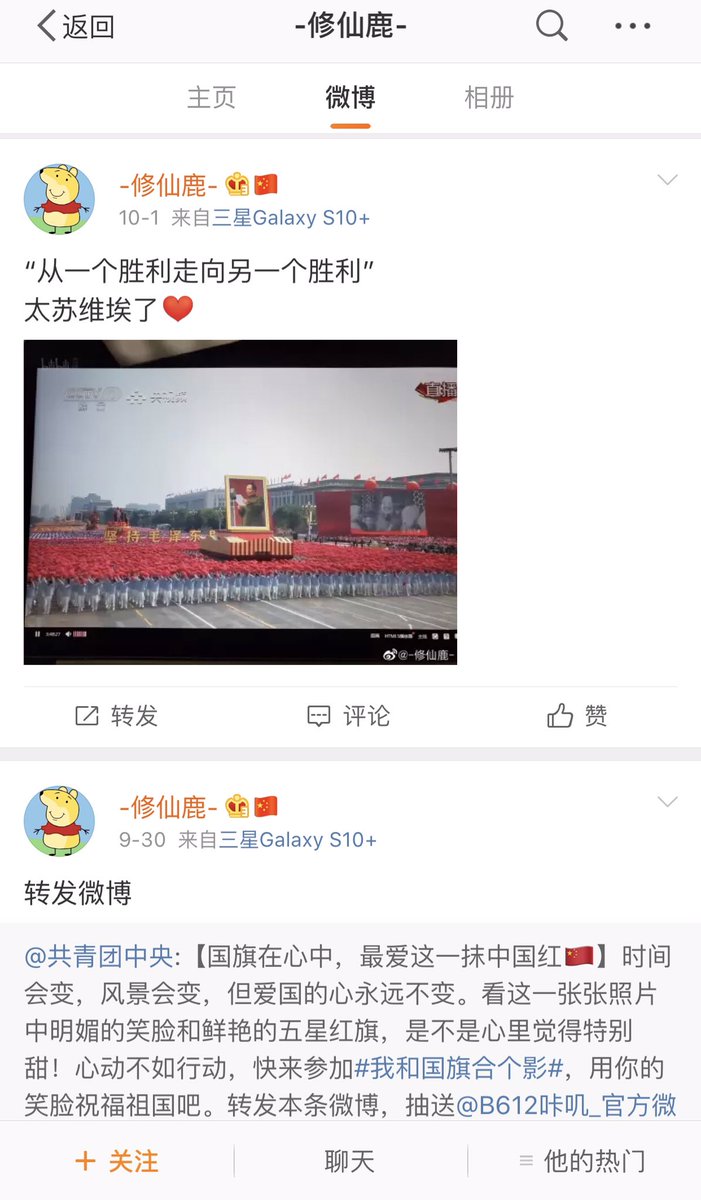 返回
-修仙鹿-
主页
微博
相册
-修仙鹿-
10-1 来自三星Galaxy S10+
“从一个胜利走向另一个胜利”
太苏维埃了❤️
直播
坚持毛泽东
@-修仙鹿-
转发
评论
赞
-修仙鹿-
9-30 来自三星Galaxy S10+
转发微博
@共青团中央:【国旗在心中，最爱这一抹中国红🇨🇳】时间
会变，风景会变，但爱国的心永远不变。看这一张张照片
中明媚的笑脸和鲜艳的五星红旗，是不是心里觉得特别
甜！心动不如行动，快来参加#我和国旗合个影#，用你的
笑脸祝福祖国吧。转发本条微博，抽送@B612咔叽_官方微
+ 关注
聊天
他的热门